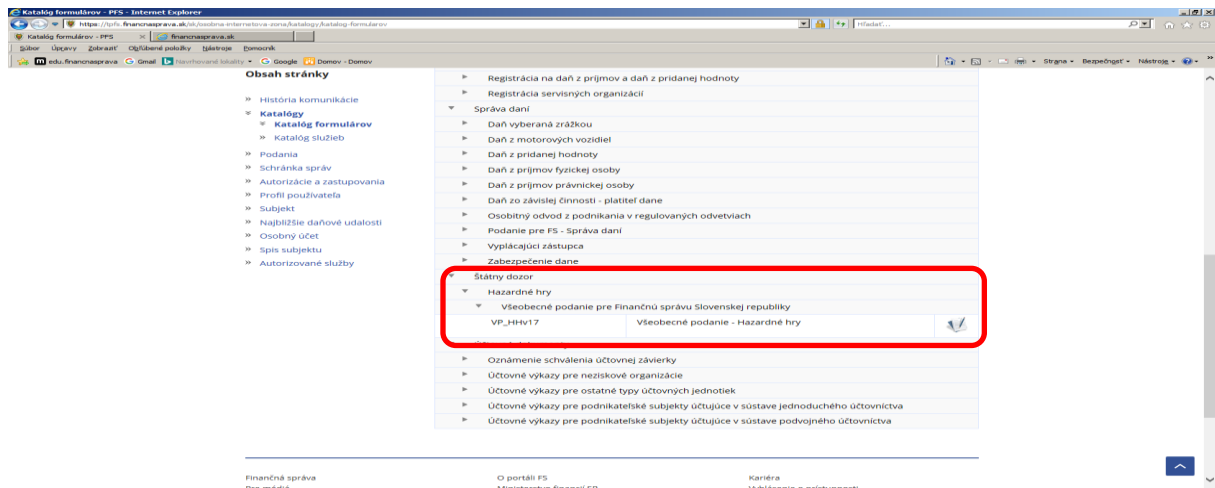 Katalóg formulárov - PFS - Internet Explorer
https://pfs.financnasprava.sk/sk/osobna-internetova-zona/katalogy/katalog-formularov
Hľadať...
Katalóg formulárov - PFS
financnasprava.sk
Súbor Úpravy Zobraziť Obľúbené položky Nástroje Pomocník
edu.financnasprava Gmail Navrhované lokality Google Domov - Domov
Strana Bezpečnosť Nástroje
Obsah stránky
História komunikácie
Katalógy
Katalóg formulárov
Katalóg služieb
Podania
Schránka správ
Autorizácie a zastupovania
Profil používateľa
Subjekt
Najbližšie daňové udalosti
Osobný účet
Spis subjektu
Autorizované služby
Registrácia na daň z príjmov a daň z pridanej hodnoty
Registrácia servisných organizácií
Správa daní
Daň vyberaná zrážkou
Daň z motorových vozidiel
Daň z pridanej hodnoty
Daň z príjmov fyzickej osoby
Daň z príjmov právnickej osoby
Daň zo závislej činnosti - platiteľ dane
Osobitný odvod z podnikania v regulovaných odvetviach
Podanie pre FS - Správa daní
Vyplácajúci zástupca
Zabezpečenie dane
Štátny dozor
Hazardné hry
Všeobecné podanie pre Finančnú správu Slovenskej republiky
VP_HHv17 Všeobecné podanie - Hazardné hry
Oznámenie schválenia účtovnej závierky
Účtovné výkazy pre neziskové organizácie
Účtovné výkazy pre ostatné typy účtovných jednotiek
Účtovné výkazy pre podnikateľské subjekty účtujúce v sústave jednoduchého účtovníctva
Účtovné výkazy pre podnikateľské subjekty účtujúce v sústave podvojného účtovníctva
Finančná správa
O portáli FS
Kariéra